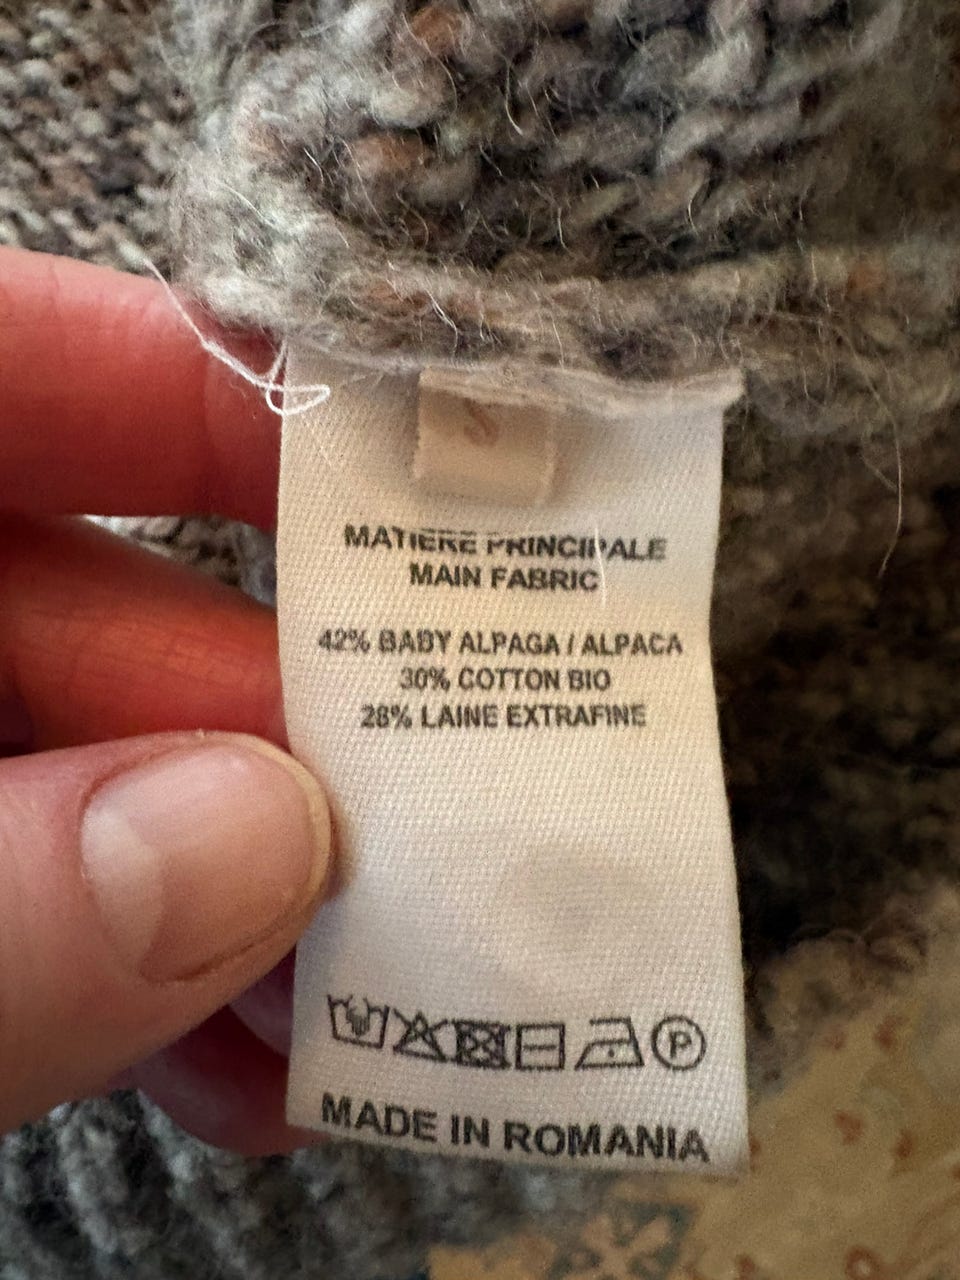 S
MATIERE PRINCIPALE
MAIN FABRIC
42% BABY ALPAGA / ALPACA
30% COTTON BIO
28% LAINE EXTRAFINE
P
MADE IN ROMANIA